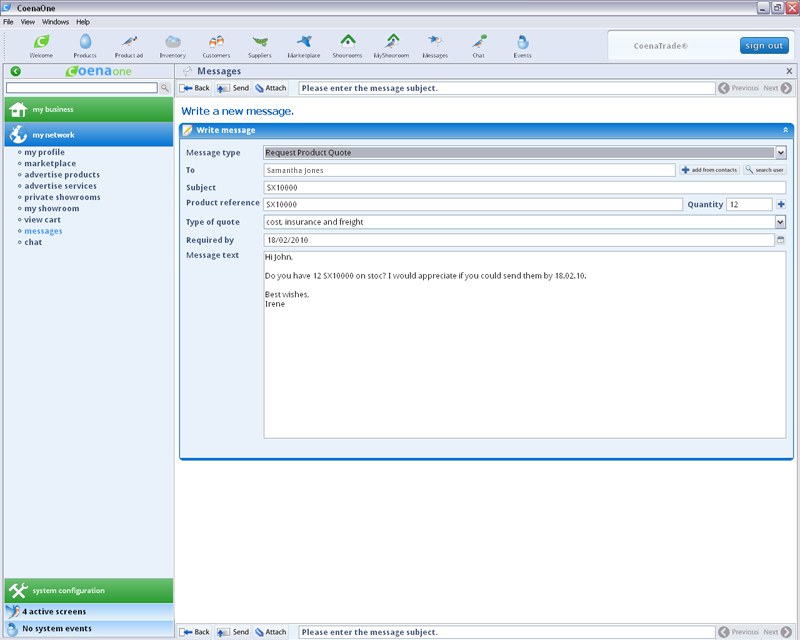 CoenaOne
File View Windows Help
Welcome Products Product ad Inventory Customers Suppliers Marketplace Showrooms MyShowroom Messages Chat Events
CoenaTrade®
sign out
Coenaone
Messages
X
Back Send Attach Please enter the message subject. Previous Next
my business
my network
my profile
marketplace
advertise products
advertise services
private showrooms
my showroom
view cart
messages
chat
Write a new message.
Write message
Message type Request Product Quote
To Samantha Jones add from contacts search user
Subject SX10000
Product reference SX10000 Quantity 12
Type of quote cost, insurance and freight
Required by 18/02/2010
Message text
Hi John,
Do you have 12 SX10000 on stoc? I would appreciate if you could send them by 18.02.10.
Best wishes,
Irene
system configuration
4 active screens
No system events
Back Send Attach Please enter the message subject. Previous Next